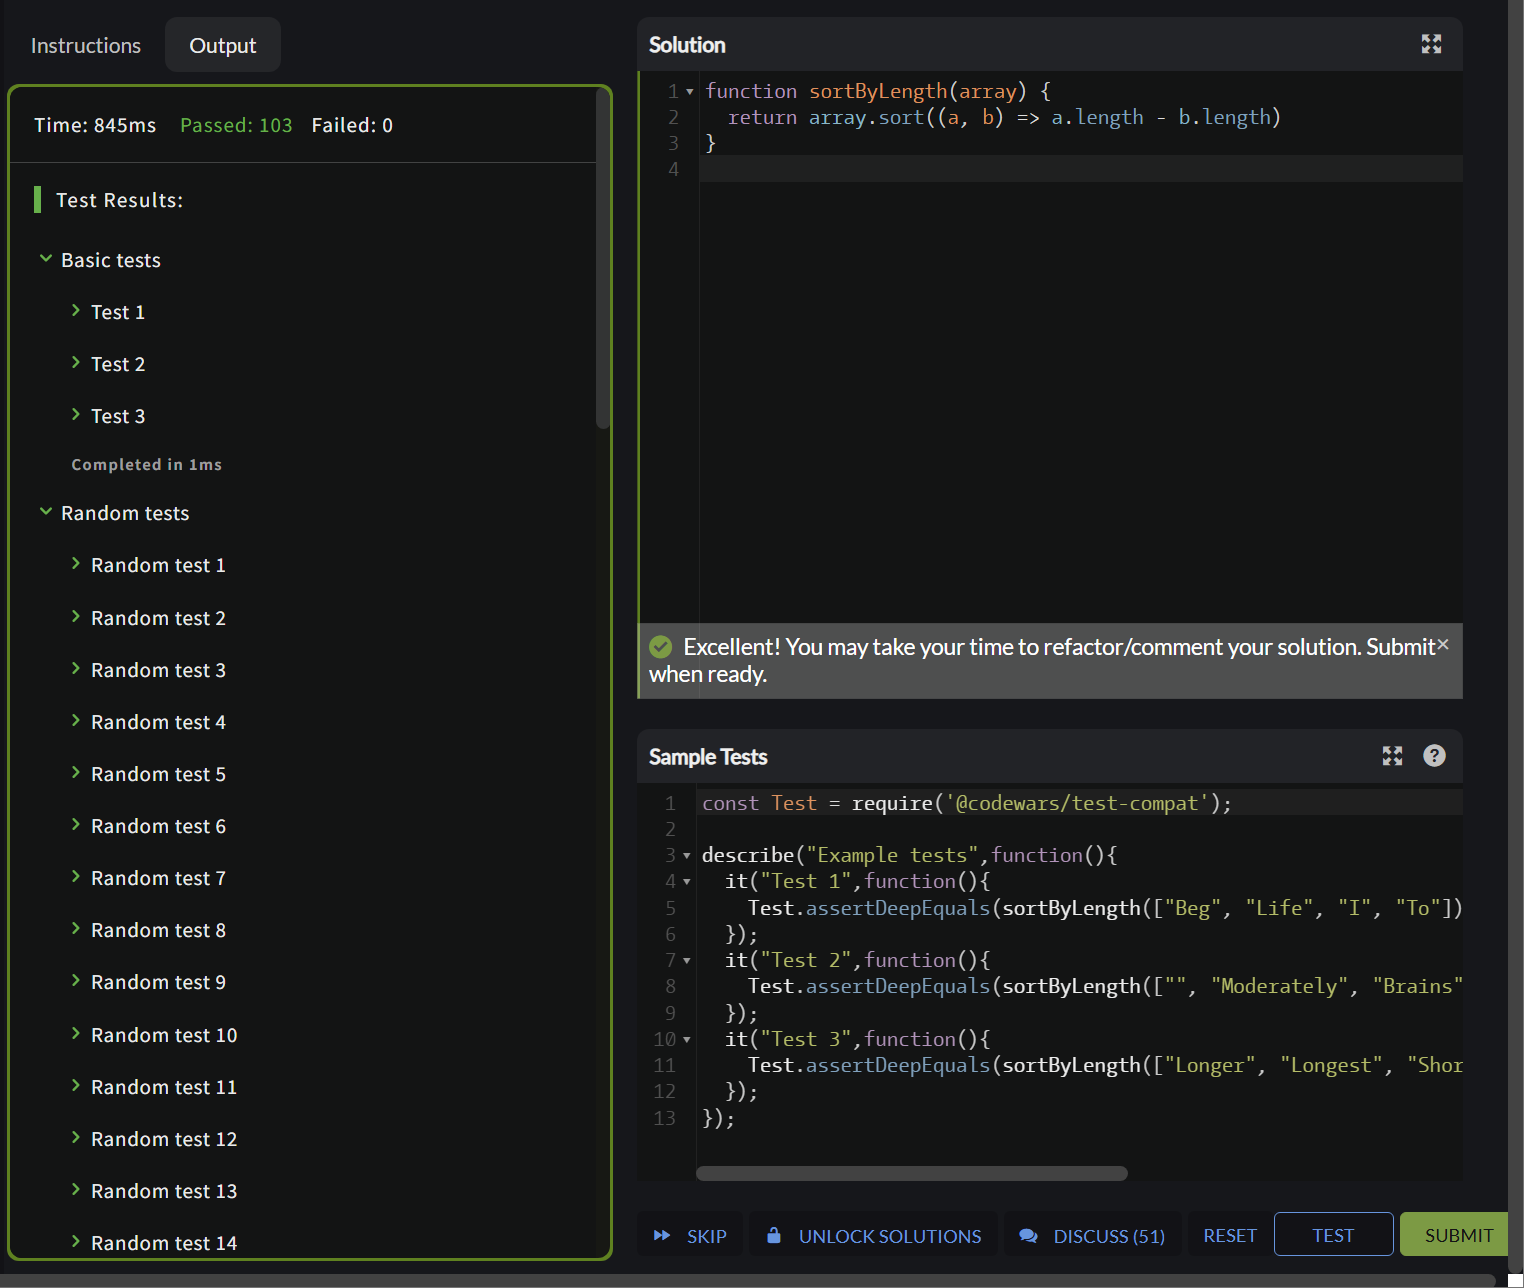 Instructions
Output
Time: 845ms Passed: 103 Failed: 0
Test Results:
Basic tests
Test 1
Test 2
Test 3
Completed in 1ms
Random tests
Random test 1
Random test 2
Random test 3
Random test 4
Random test 5
Random test 6
Random test 7
Random test 8
Random test 9
Random test 10
Random test 11
Random test 12
Random test 13
Random test 14
Solution
1 function sortByLength(array) {
2   return array.sort((a, b) => a.length - b.length)
3 }
4
Excellent! You may take your time to refactor/comment your solution. Submit
when ready.
Sample Tests
1 const Test = require('@codewars/test-compat');
2
3 describe("Example tests",function(){
4   it("Test 1",function(){
5     Test.assertDeepEquals(sortByLength(["Beg", "Life", "I", "To"])
6   });
7   it("Test 2",function(){
8     Test.assertDeepEquals(sortByLength(["", "Moderately", "Brains"
9   });
10   it("Test 3",function(){
11     Test.assertDeepEquals(sortByLength(["Longer", "Longest", "Shor
12   });
13 });
SKIP
UNLOCK SOLUTIONS
DISCUSS (51)
RESET
TEST
SUBMIT